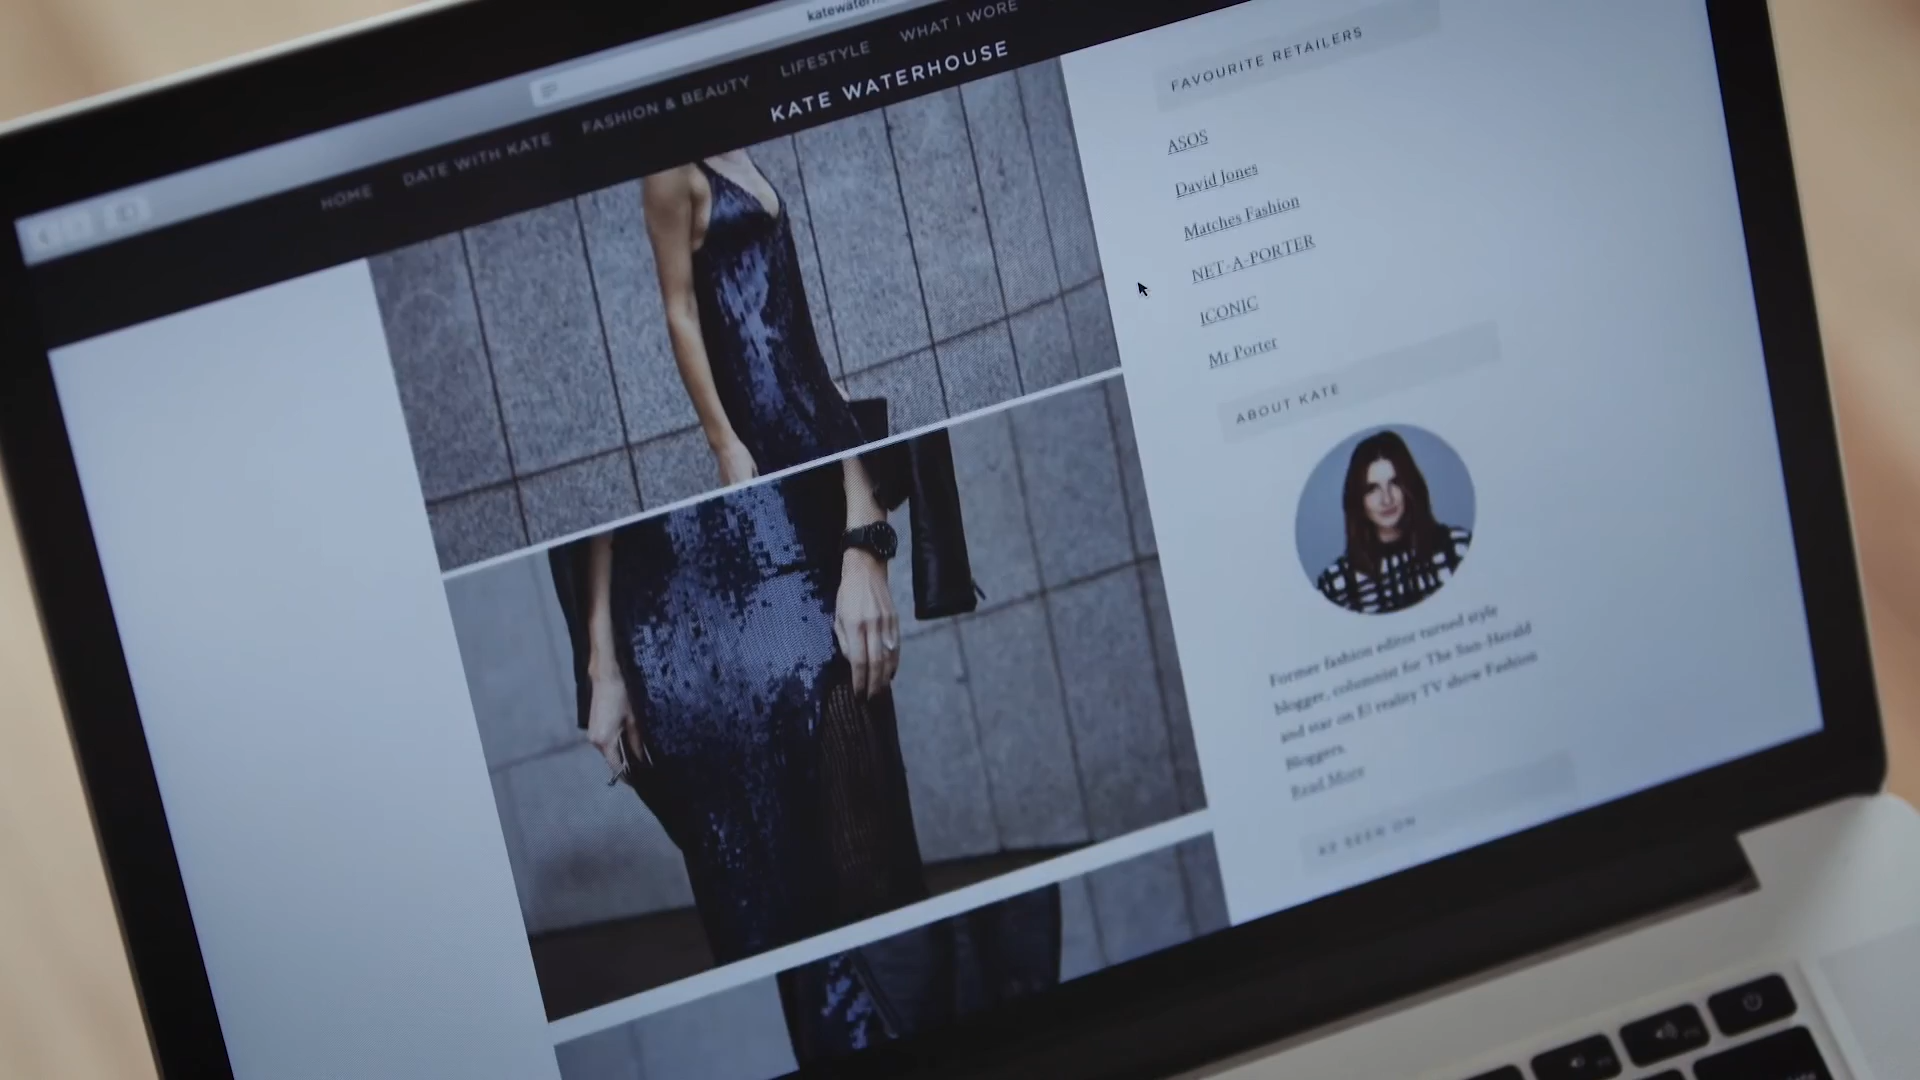 HOME
DATE WITH KATE
FASHION & BEAUTY
LIFESTYLE
WHAT I WORE
KATE WATERHOUSE
FAVOURITE RETAILERS
ASOS
David Jones
Matches Fashion
NET-A-PORTER
ICONIC
Mr Porter
ABOUT KATE
Former fashion editor turned style
blogger, columnist for The Sun-Herald
and star on E! reality TV show Fashion
Bloggers.
Read More
AS SEEN ON